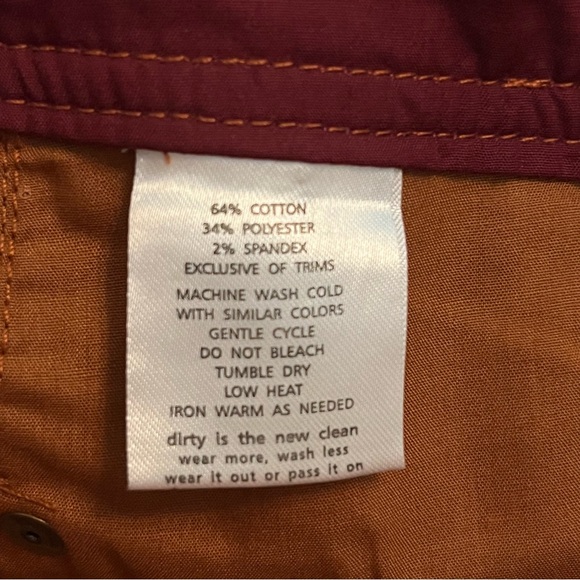 64% COTTON
34% POLYESTER
2% SPANDEX
EXCLUSIVE OF TRIMS
MACHINE WASH COLD
WITH SIMILAR COLORS
GENTLE CYCLE
DO NOT BLEACH
TUMBLE DRY
LOW HEAT
IRON WARM AS NEEDED
dirty is the new clean
wear more, wash less
wear it out or pass it on